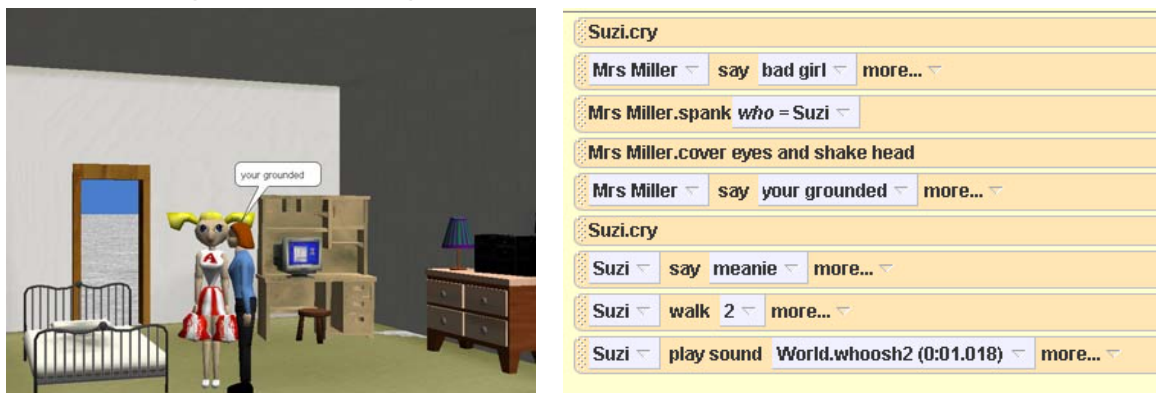 your grounded
A
Suzi.cry
Mrs Miller say bad girl more...
Mrs Miller.spank who = Suzi
Mrs Miller.cover eyes and shake head
Mrs Miller say your grounded more...
Suzi.cry
Suzi say meanie more...
Suzi walk 2 more...
Suzi play sound World.whoosh2 (0:01.018) more...